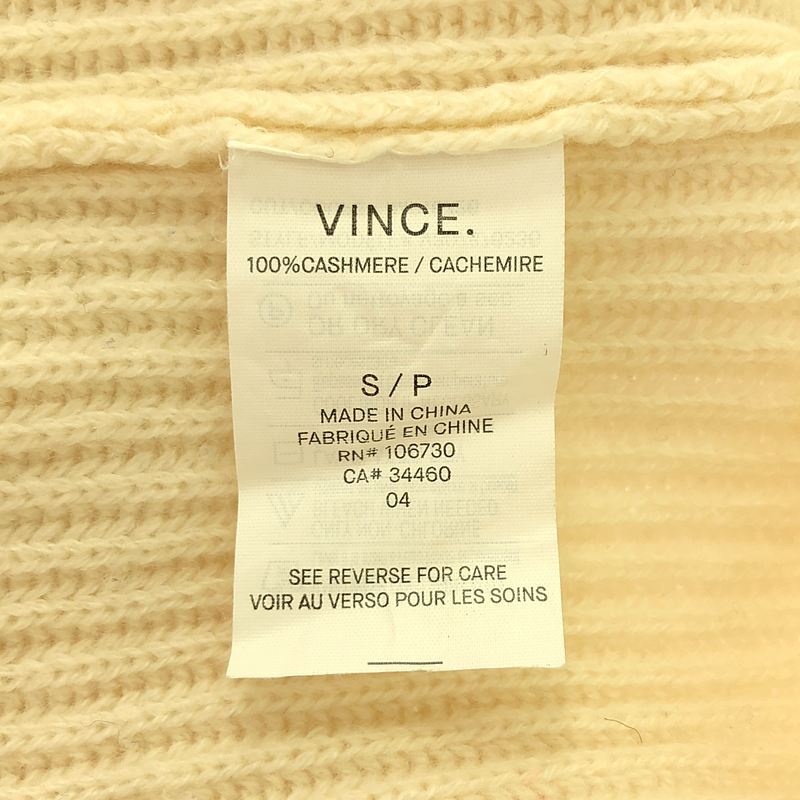 VINCE.
100%CASHMERE / CACHEMIRE
S / P
MADE IN CHINA
FABRIQUÉ EN CHINE
RN# 106730
CA# 34460
04
SEE REVERSE FOR CARE
VOIR AU VERSO POUR LES SOINS